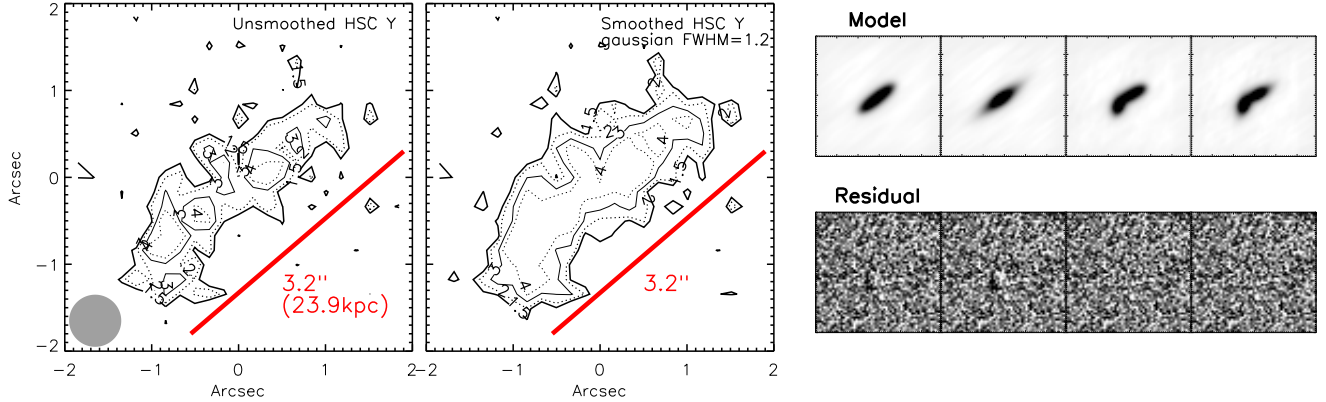 Unsmoothed HSC Y
Smoothed HSC Y
gaussian FWHM=1.2
Model
Residual
3.2"
(23.9kpc)
3.2"
2
1
0
−1
−2
−2
−1
0
1
2
−2
−1
0
1
2
Arcsec
Arcsec
Arcsec